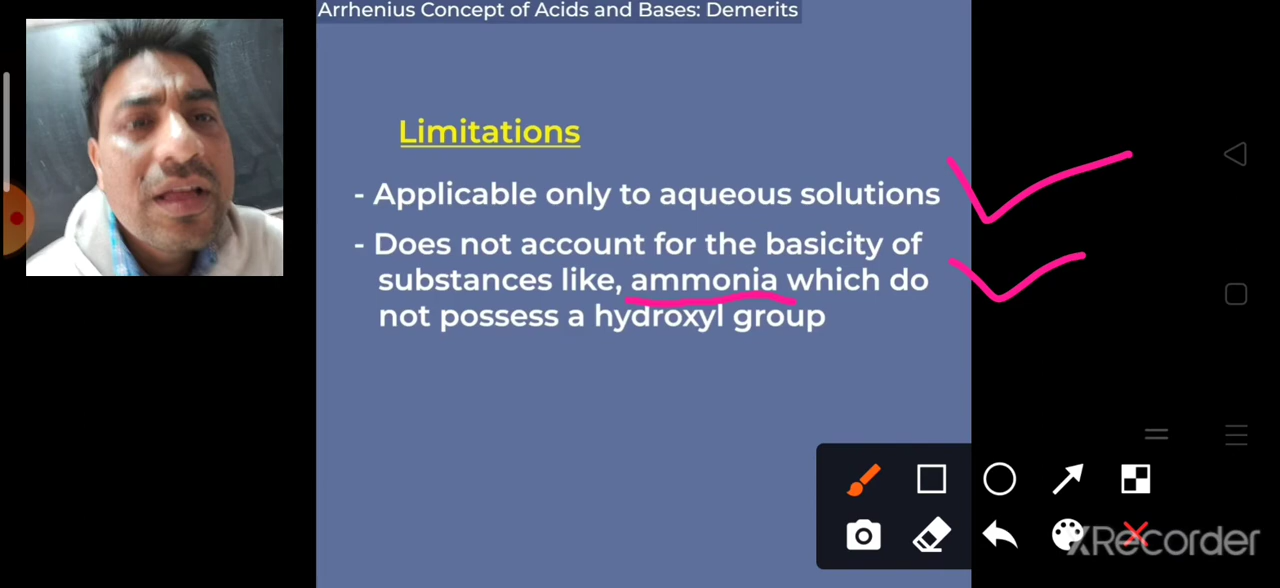 Arrhenius Concept of Acids and Bases: Demerits
Limitations
- Applicable only to aqueous solutions
- Does not account for the basicity of
substances like, ammonia which do
not possess a hydroxyl group
XRecorder